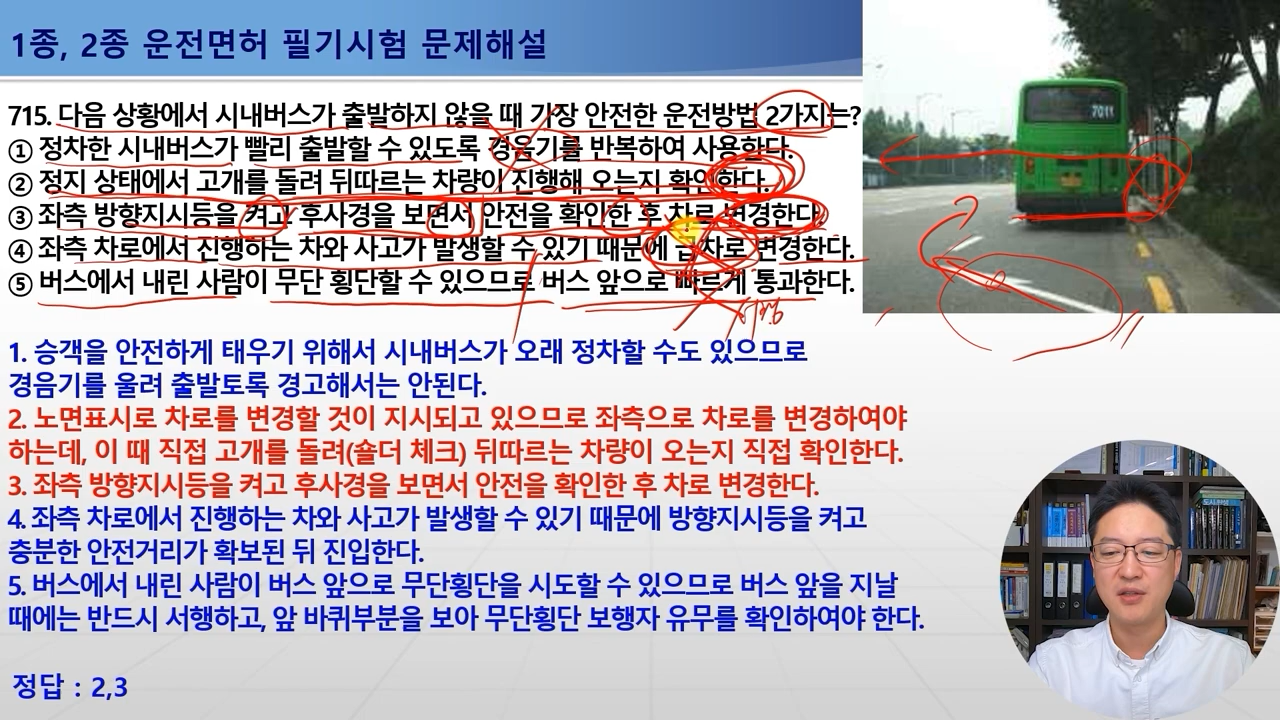 1종, 2종 운전면허 필기시험 문제해설
715. 다음 상황에서 시내버스가 출발하지 않을 때 가장 안전한 운전방법 2가지는?
① 정차한 시내버스가 빨리 출발할 수 있도록 경음기를 반복하여 사용한다.
② 정지 상태에서 고개를 돌려 뒤따르는 차량이 진행해 오는지 확인한다.
③ 좌측 방향지시등을 켜고 후사경을 보면서 안전을 확인한 후 차로 변경한다.
④ 좌측 차로에서 진행하는 차와 사고가 발생할 수 있기 때문에 급차로 변경한다.
⑤ 버스에서 내린 사람이 무단 횡단할 수 있으므로 버스 앞으로 빠르게 통과한다.
서행
7011
1. 승객을 안전하게 태우기 위해서 시내버스가 오래 정차할 수도 있으므로
경음기를 울려 출발토록 경고해서는 안된다.
2. 노면표시로 차로를 변경할 것이 지시되고 있으므로 좌측으로 차로를 변경하여야
하는데, 이 때 직접 고개를 돌려(숄더 체크) 뒤따르는 차량이 오는지 직접 확인한다.
3. 좌측 방향지시등을 켜고 후사경을 보면서 안전을 확인한 후 차로 변경한다.
4. 좌측 차로에서 진행하는 차와 사고가 발생할 수 있기 때문에 방향지시등을 켜고
충분한 안전거리가 확보된 뒤 진입한다.
5. 버스에서 내린 사람이 버스 앞으로 무단횡단을 시도할 수 있으므로 버스 앞을 지날
때에는 반드시 서행하고, 앞 바퀴부분을 보아 무단횡단 보행자 유무를 확인하여야 한다.
정답 : 2,3